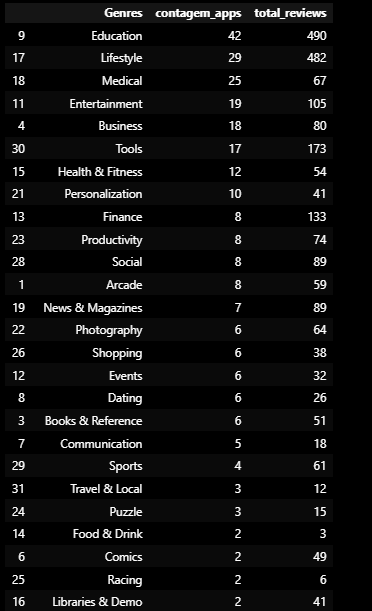 Genres contagem_apps total_reviews
9 Education 42 490
17 Lifestyle 29 482
18 Medical 25 67
11 Entertainment 19 105
4 Business 18 80
30 Tools 17 173
15 Health & Fitness 12 54
21 Personalization 10 41
13 Finance 8 133
23 Productivity 8 74
28 Social 8 89
1 Arcade 8 59
19 News & Magazines 7 89
22 Photography 6 64
26 Shopping 6 38
12 Events 6 32
8 Dating 6 26
3 Books & Reference 6 51
7 Communication 5 18
29 Sports 4 61
31 Travel & Local 3 12
24 Puzzle 3 15
14 Food & Drink 2 3
6 Comics 2 49
25 Racing 2 6
16 Libraries & Demo 2 41